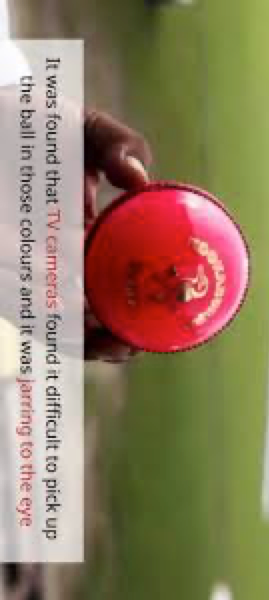 It was found that TV cameras found it difficult to pick up
the ball in those colours and it was jarring to the eye